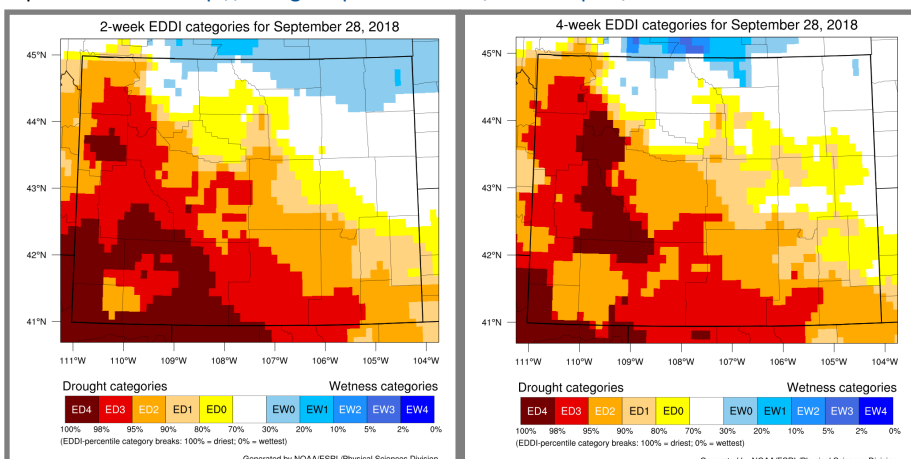 2-week EDDI categories for September 28, 2018
45°N
44°N
43°N
42°N
41°N
111°W 110°W 109°W 108°W 107°W 106°W 105°W 104°W
Drought categories Wetness categories
ED4 ED3 ED2 ED1 ED0 EW0 EW1 EW2 EW3 EW4
100% 98% 95% 90% 80% 70% 30% 20% 10% 5% 2% 0%
(EDDI-percentile category breaks: 100% = driest; 0% = wettest)
Generated by NOAA/ESRL/Physical Sciences Division
4-week EDDI categories for September 28, 2018
45°N
44°N
43°N
42°N
41°N
111°W 110°W 109°W 108°W 107°W 106°W 105°W 104°W
Drought categories Wetness categories
ED4 ED3 ED2 ED1 ED0 EW0 EW1 EW2 EW3 EW4
100% 98% 95% 90% 80% 70% 30% 20% 10% 5% 2% 0%
(EDDI-percentile category breaks: 100% = driest; 0% = wettest)